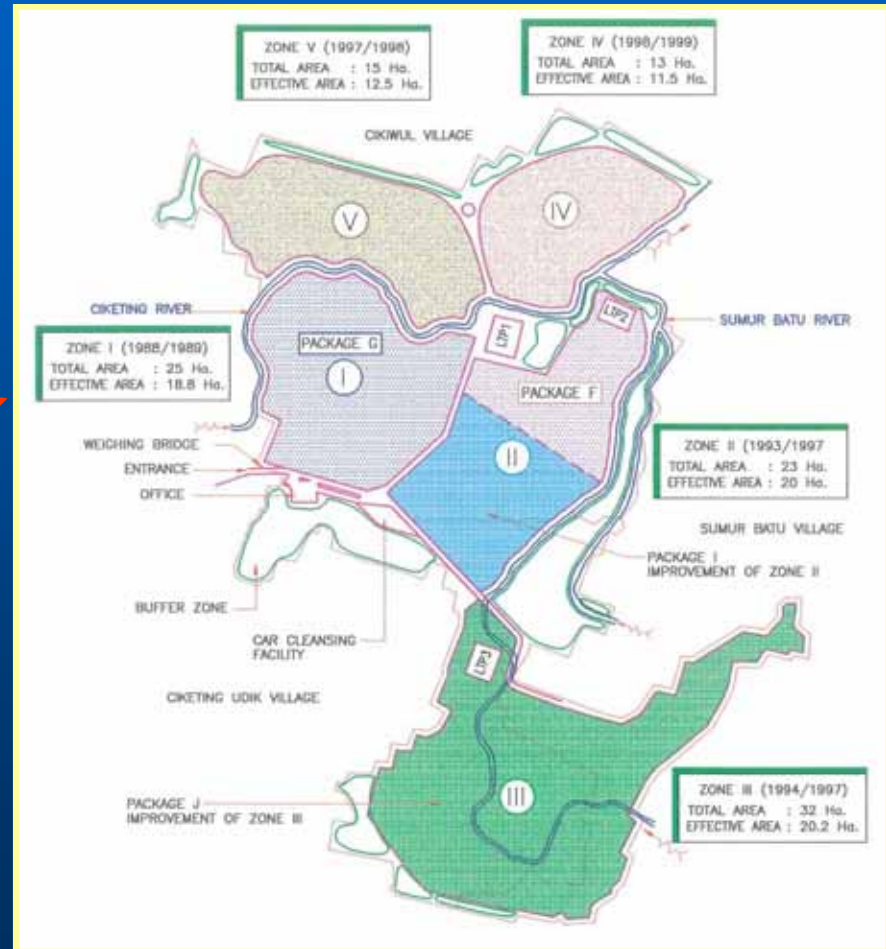 ZONE V (1997/1998)
TOTAL AREA : 15 Ha.
EFFECTIVE AREA : 12.5 Ha.
ZONE IV (1998/1999)
TOTAL AREA : 13 Ha.
EFFECTIVE AREA : 11.5 Ha.
CIKIWUL VILLAGE
V
IV
CIKETING RIVER
LTP1
LTP2
SUMUR BATU RIVER
ZONE I (1988/1989)
TOTAL AREA : 25 Ha.
EFFECTIVE AREA : 18.8 Ha.
PACKAGE G
I
PACKAGE F
WEIGHING BRIDGE
ENTRANCE
OFFICE
II
ZONE II (1993/1997
TOTAL AREA : 23 Ha.
EFFECTIVE AREA : 20 Ha.
SUMUR BATU VILLAGE
PACKAGE I
IMPROVEMENT OF ZONE II
BUFFER ZONE
CAR CLEANSING
FACILITY
LTP3
CIKETING UDIK VILLAGE
III
PACKAGE J
IMPROVEMENT OF ZONE III
ZONE III (1994/1997)
TOTAL AREA : 32 Ha.
EFFECTIVE AREA : 20.2 Ha.